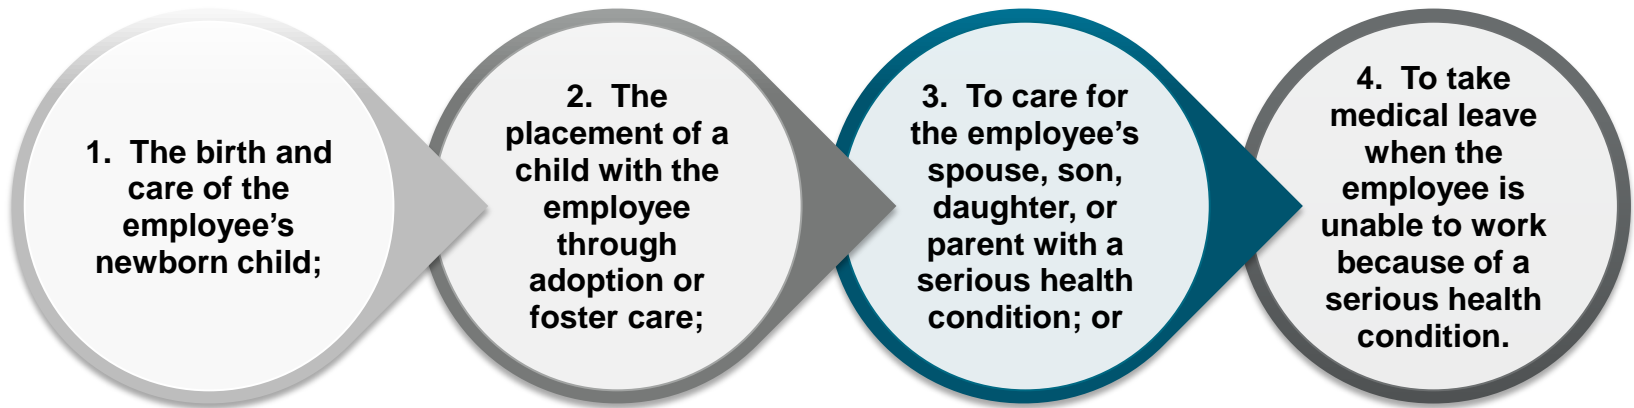 1. The birth and
care of the
employee’s
newborn child;
2. The
placement of a
child with the
employee
through
adoption or
foster care;
3. To care for
the employee’s
spouse, son,
daughter, or
parent with a
serious health
condition; or
4. To take
medical leave
when the
employee is
unable to work
because of a
serious health
condition.